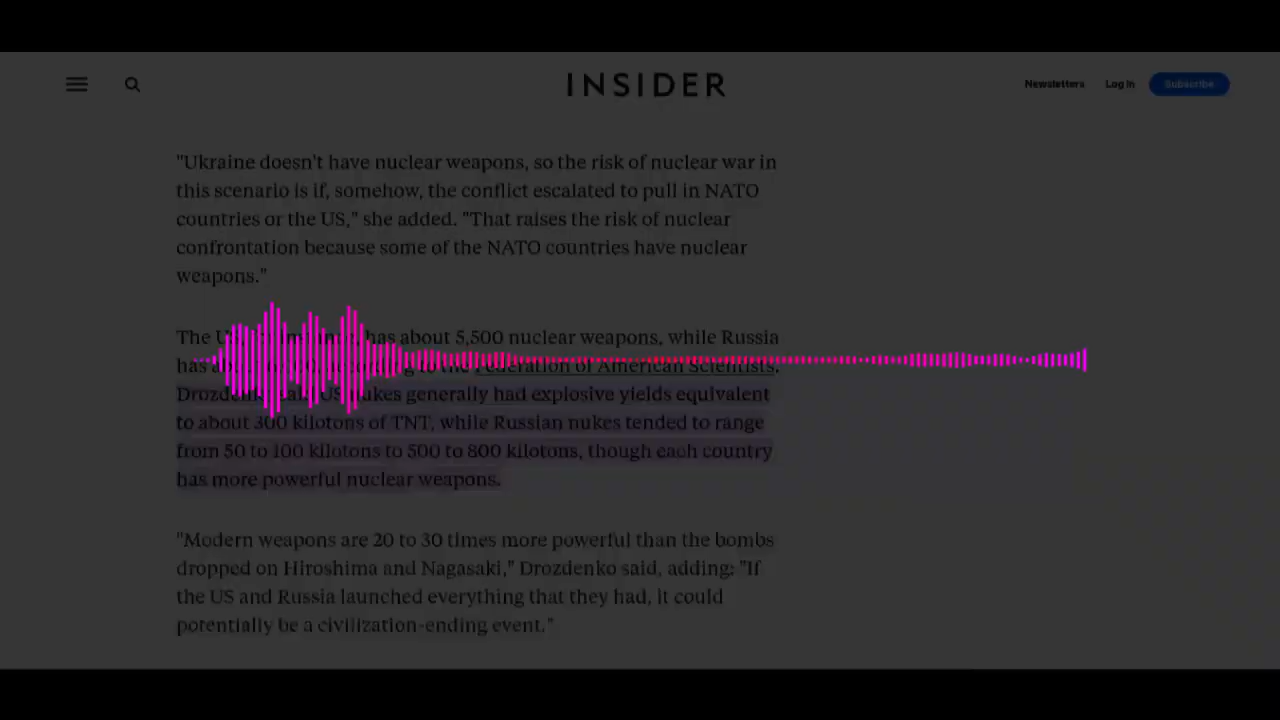 INSIDER
Newsletters Log in Subscribe
"Ukraine doesn't have nuclear weapons, so the risk of nuclear war in
this scenario is if, somehow, the conflict escalated to pull in NATO
countries or the US," she added. "That raises the risk of nuclear
confrontation because some of the NATO countries have nuclear
weapons."
The has about 5,500 nuclear weapons, while Russia
has to the Federation of American Scientists.
US nukes generally had explosive yields equivalent
to about 300 kilotons of TNT, while Russian nukes tended to range
from 50 to 100 kilotons to 500 to 800 kilotons, though each country
has more powerful nuclear weapons.
"Modern weapons are 20 to 30 times more powerful than the bombs
dropped on Hiroshima and Nagasaki," Drozdenko said, adding: "If
the US and Russia launched everything that they had, it could
potentially be a civilization-ending event."